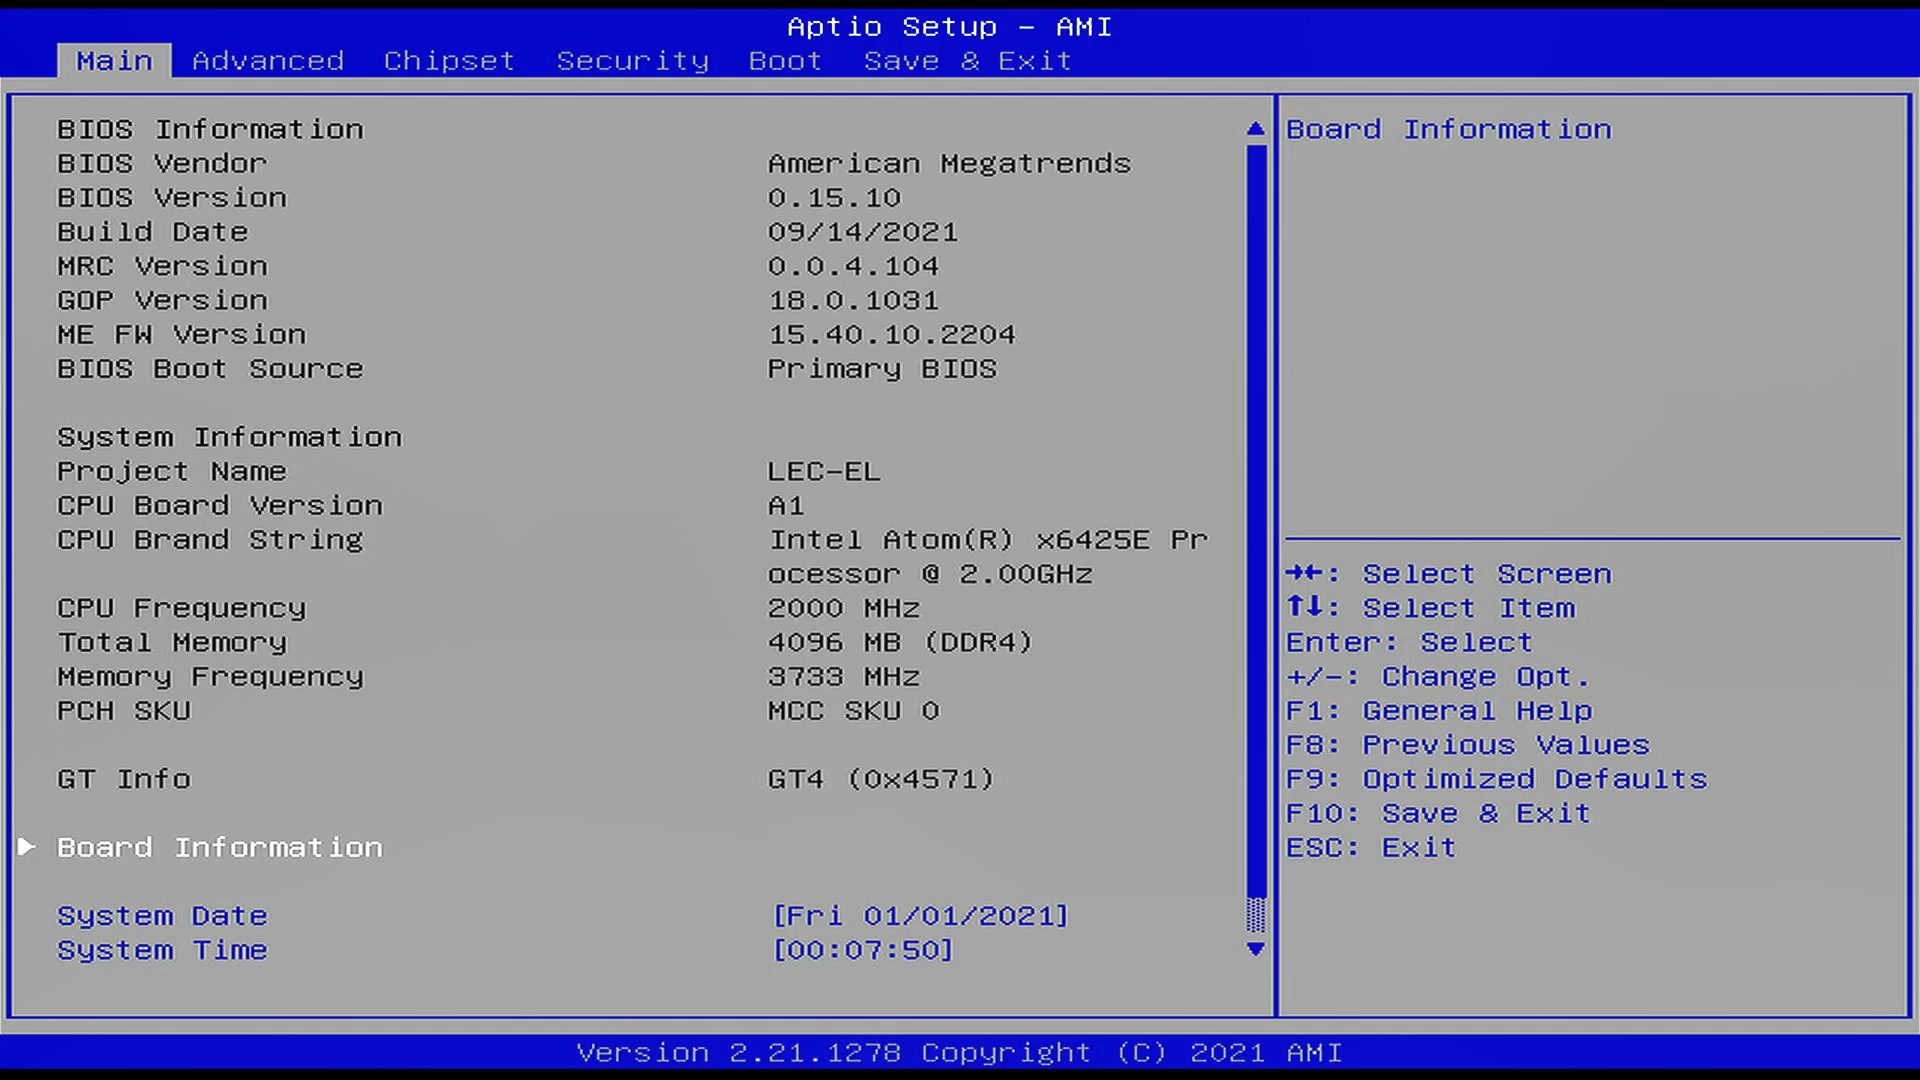 Aptio Setup - AMI
Main Advanced Chipset Security Boot Save & Exit
BIOS Information
BIOS Vendor American Megatrends
BIOS Version 0.15.10
Build Date 09/14/2021
MRC Version 0.0.4.104
GOP Version 18.0.1031
ME FW Version 15.40.10.2204
BIOS Boot Source Primary BIOS
System Information
Project Name LEC-EL
CPU Board Version A1
CPU Brand String Intel Atom(R) x6425E Pr
ocessor @ 2.00GHz
CPU Frequency 2000 MHz
Total Memory 4096 MB (DDR4)
Memory Frequency 3733 MHz
PCH SKU MCC SKU 0
GT Info GT4 (0x4571)
Board Information
System Date [Fri 01/01/2021]
System Time [00:07:50]
Board Information
→←: Select Screen
↑↓: Select Item
Enter: Select
+/-: Change Opt.
F1: General Help
F8: Previous Values
F9: Optimized Defaults
F10: Save & Exit
ESC: Exit
Version 2.21.1278 Copyright (C) 2021 AMI